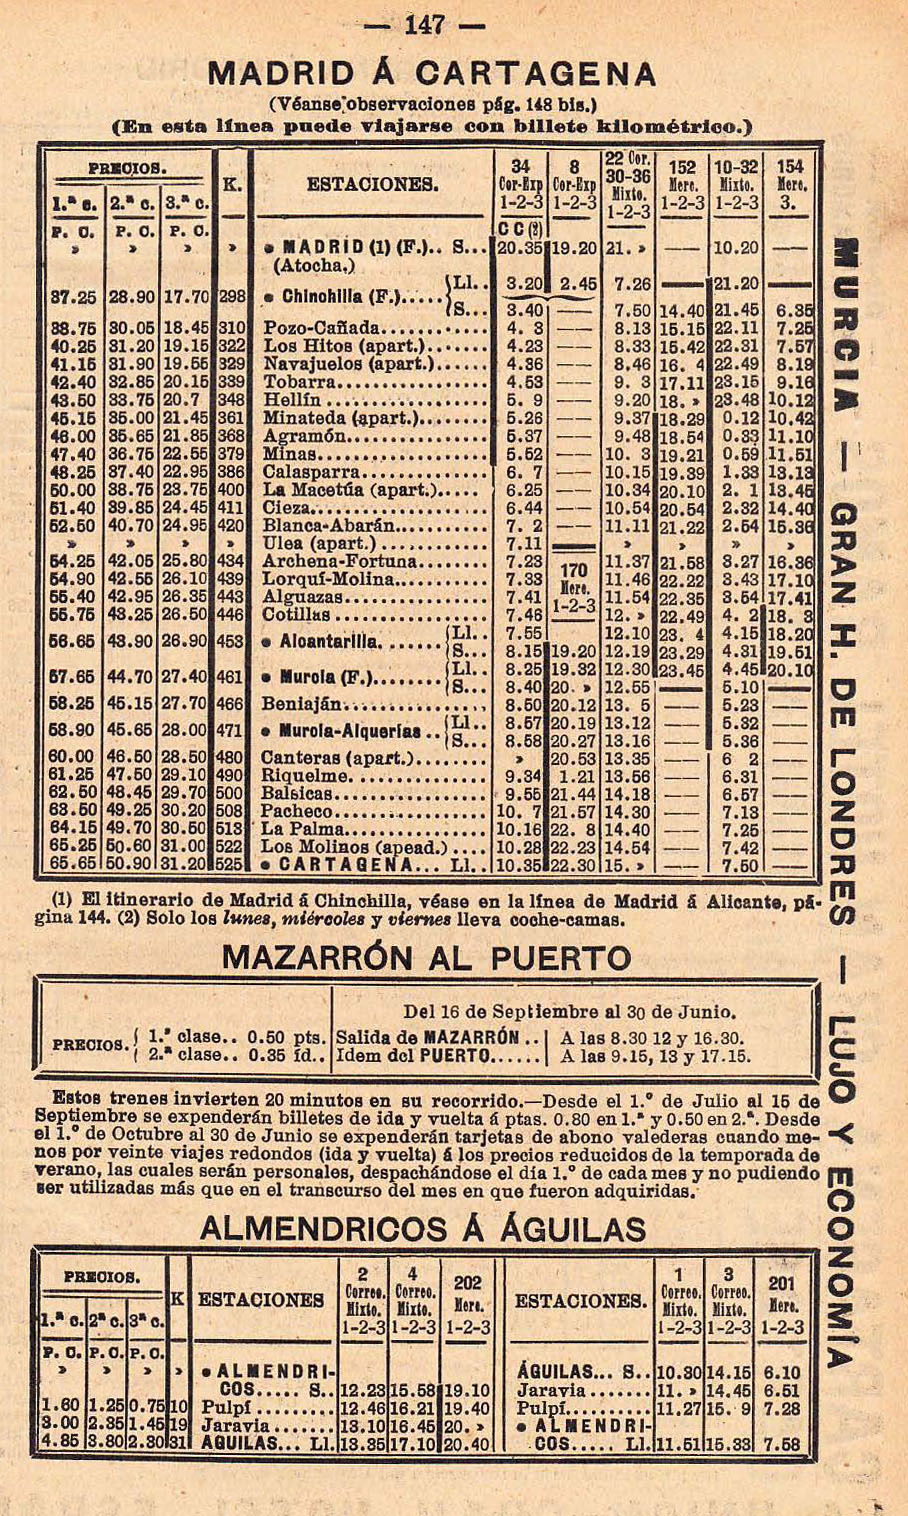 — 147 —
MADRID Á CARTAGENA
(Véanse observaciones pág. 148 bis.)
(En esta línea puede viajarse con billete kilométrico.)
PRECIOS. K. ESTACIONES. 34 Cor-Exp 1-2-3 8 Cor-Exp 1-2-3 22 Cor. 30-36 Mixto. 1-2-3 152 Merc. 1-2-3 10-32 Mixto. 1-2-3 154 Merc. 3.
1.ª c. 2.ª c. 3.ª c.
P. C. P. C. P. C. C C (2)
» » » » • MADRID (1) (F.).. S... 20.35 19.20 21. » — 10.20 —
(Atocha.)
37.25 28.90 17.70 298 • Chinchilla (F.)..... Ll.. 3.20 2.45 7.26 — 21.20 —
S... 3.40 — 7.50 14.40 21.45 6.35
38.75 30.05 18.45 310 Pozo-Cañada............ 4. 3 — 8.13 15.15 22.11 7.25
40.25 31.20 19.15 322 Los Hitos (apart.)....... 4.23 — 8.33 15.42 22.31 7.57
41.15 31.90 19.55 329 Navajuelos (apart.)...... 4.36 — 8.46 16. 4 22.49 8.19
42.40 32.85 20.15 339 Tobarra................. 4.53 — 9. 3 17.11 23.15 9.16
43.50 33.75 20.7 348 Hellín ................. 5. 9 — 9.20 18. » 23.48 10.12
45.15 35.00 21.45 361 Minateda (apart.)........ 5.26 — 9.37 18.29 0.12 10.42
46.00 35.65 21.85 368 Agramón................ 5.37 — 9.48 18.54 0.33 11.10
47.40 36.75 22.55 379 Minas................... 5.52 — 10. 3 19.21 0.59 11.51
48.25 37.40 22.95 386 Calasparra............... 6. 7 — 10.15 19.39 1.33 13.13
50.00 38.75 23.75 400 La Macetúa (apart.)..... 6.25 — 10.34 20.10 2. 1 13.45
51.40 39.85 24.45 411 Cieza.................... 6.44 — 10.54 20.54 2.32 14.40
52.50 40.70 24.95 420 Blanca-Abarán........... 7. 2 — 11.11 21.22 2.54 15.36
» » » » Ulea (apart.)............ 7.11 — » » » »
54.25 42.05 25.80 434 Archena-Fortuna......... 7.23 11.37 21.58 3.27 16.36
54.90 42.55 26.10 439 Lorquí-Molina........... 7.33 170 Merc. 1-2-3 11.46 22.22 3.43 17.10
55.40 42.95 26.35 443 Alguazas................. 7.41 11.54 22.35 3.54 17.41
55.75 43.25 26.50 446 Cotillas.................. 7.46 12. » 22.49 4. 2 18. 3
56.65 43.90 26.90 453 • Alcantarilla........ Ll.. 7.55 12.10 23. 4 4.15 18.20
S... 8.15 19.20 12.19 23.29 4.31 19.51
57.65 44.70 27.40 461 • Murcia (F.)........ Ll.. 8.25 19.32 12.30 23.45 4.45 20.10
S... 8.40 20. » 12.55 — 5.10 —
58.25 45.15 27.70 466 Beniaján................. 8.50 20.12 13. 5 — 5.23 —
58.90 45.65 28.00 471 • Murcia-Alquerías .. Ll.. 8.57 20.19 13.12 — 5.32 —
S... 8.58 20.27 13.16 — 5.36 —
60.00 46.50 28.50 480 Canteras (apart.)........ » 20.53 13.35 — 6 2 —
61.25 47.50 29.10 490 Riquelme................ 9.34 1.21 13.56 — 6.31 —
62.50 48.45 29.70 500 Balsicas................. 9.55 21.44 14.18 — 6.57 —
63.50 49.25 30.20 508 Pacheco................. 10. 7 21.57 14.30 — 7.13 —
64.15 49.70 30.50 513 La Palma................ 10.16 22. 8 14.40 — 7.25 —
65.25 50.60 31.00 522 Los Molinos (apead.).... 10.28 22.23 14.54 — 7.42 —
65.65 50.90 31.20 525 • CARTAGENA... Ll.. 10.35 22.30 15. » — 7.50 —
(1) El itinerario de Madrid á Chinchilla, véase en la línea de Madrid á Alicante, pá-
gina 144. (2) Solo los lunes, miércoles y viernes lleva coche-camas.
MAZARRÓN AL PUERTO
Del 16 de Septiembre al 30 de Junio.
PRECIOS. 1.ª clase.. 0.50 pts. Salida de MAZARRÓN .. A las 8.30 12 y 16.30.
2.ª clase.. 0.35 íd.. Idem del PUERTO...... A las 9.15, 13 y 17.15.
Estos trenes invierten 20 minutos en su recorrido.—Desde el 1.º de Julio al 15 de
Septiembre se expenderán billetes de ida y vuelta á ptas. 0.80 en 1.ª y 0.50 en 2.ª. Desde
el 1.º de Octubre al 30 de Junio se expenderán tarjetas de abono valederas cuando me-
nos por veinte viajes redondos (ida y vuelta) á los precios reducidos de la temporada de
verano, las cuales serán personales, despachándose el día 1.º de cada mes y no pudiendo
ser utilizadas más que en el transcurso del mes en que fueron adquiridas.
ALMENDRICOS Á ÁGUILAS
PRECIOS. K ESTACIONES 2 Correo. Mixto. 1-2-3 4 Correo. Mixto. 1-2-3 202 Merc. 1-2-3 ESTACIONES. 1 Correo. Mixto. 1-2-3 3 Correo. Mixto. 1-2-3 201 Merc. 1-2-3
1.ª c. 2ª c. 3ª c.
P. C. P. C. P. C.
» » » » • ALMENDRI- ÁGUILAS... S.. 10.30 14.15 6.10
COS..... S.. 12.23 15.58 19.10 Jaravia........ 11. » 14.45 6.51
1.60 1.25 0.75 10 Pulpí ......... 12.46 16.21 19.40 Pulpí.......... 11.27 15. 9 7.28
3.00 2.35 1.45 19 Jaravia........ 13.10 16.45 20. » • ALMENDRI-
4.85 3.80 2.30 31 AGUILAS... Ll. 13.35 17.10 20.40 COS..... Ll. 11.51 15.33 7.58
MURCIA — GRAN H. DE LONDRES — LUJO Y ECONOMÍA